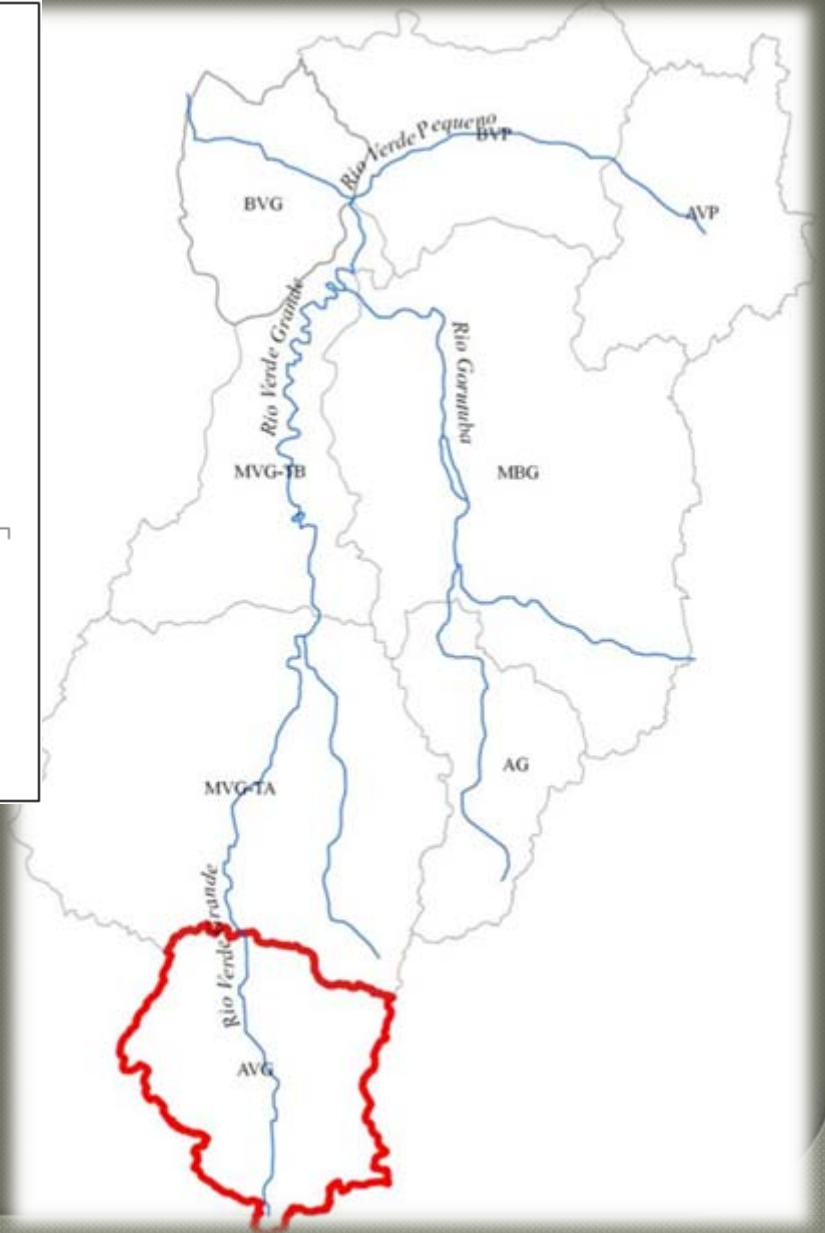 Rio Verde Pequeno
BVP
AVP
BVG
Rio Verde Grande
Rio Gorutuba
MVG-TB
MBG
AG
MVG-TA
Rio Verde Grande
AVG